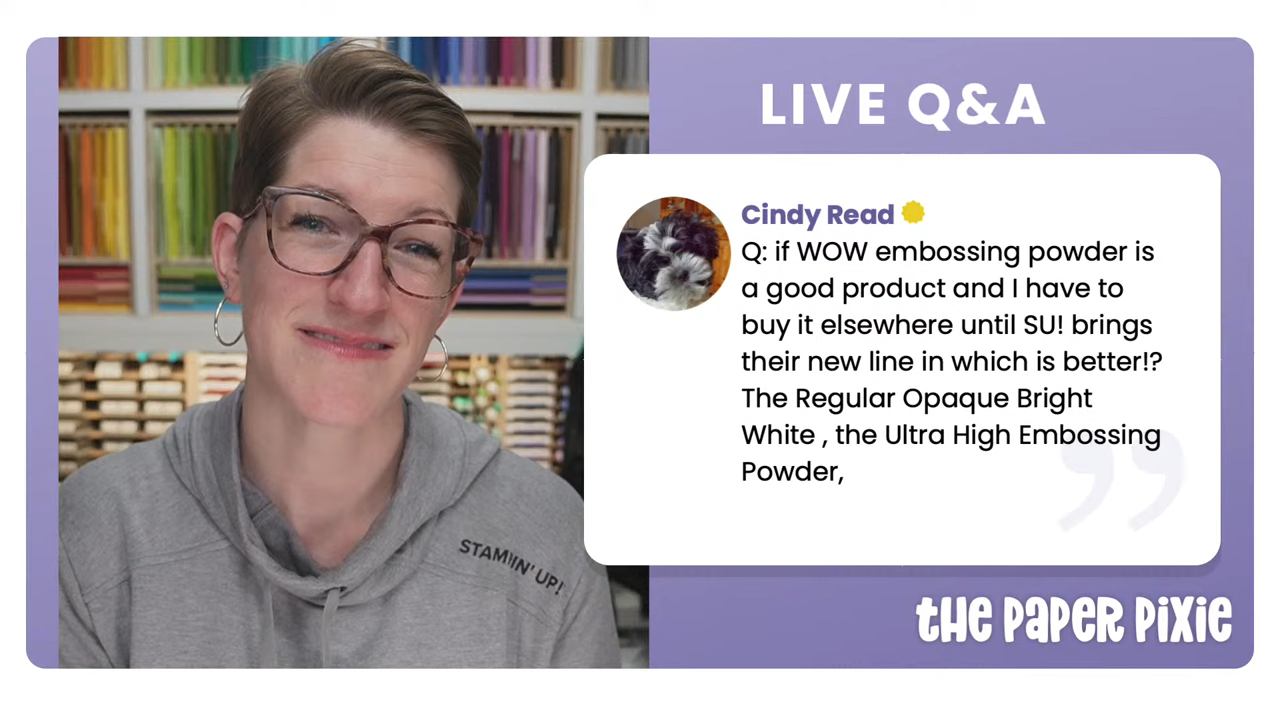 LIVE Q&A
Cindy Read
Q: if WOW embossing powder is
a good product and I have to
buy it elsewhere until SU! brings
their new line in which is better!?
The Regular Opaque Bright
White , the Ultra High Embossing
Powder,
STAMPIN' UP!
the PAPER PIXIE